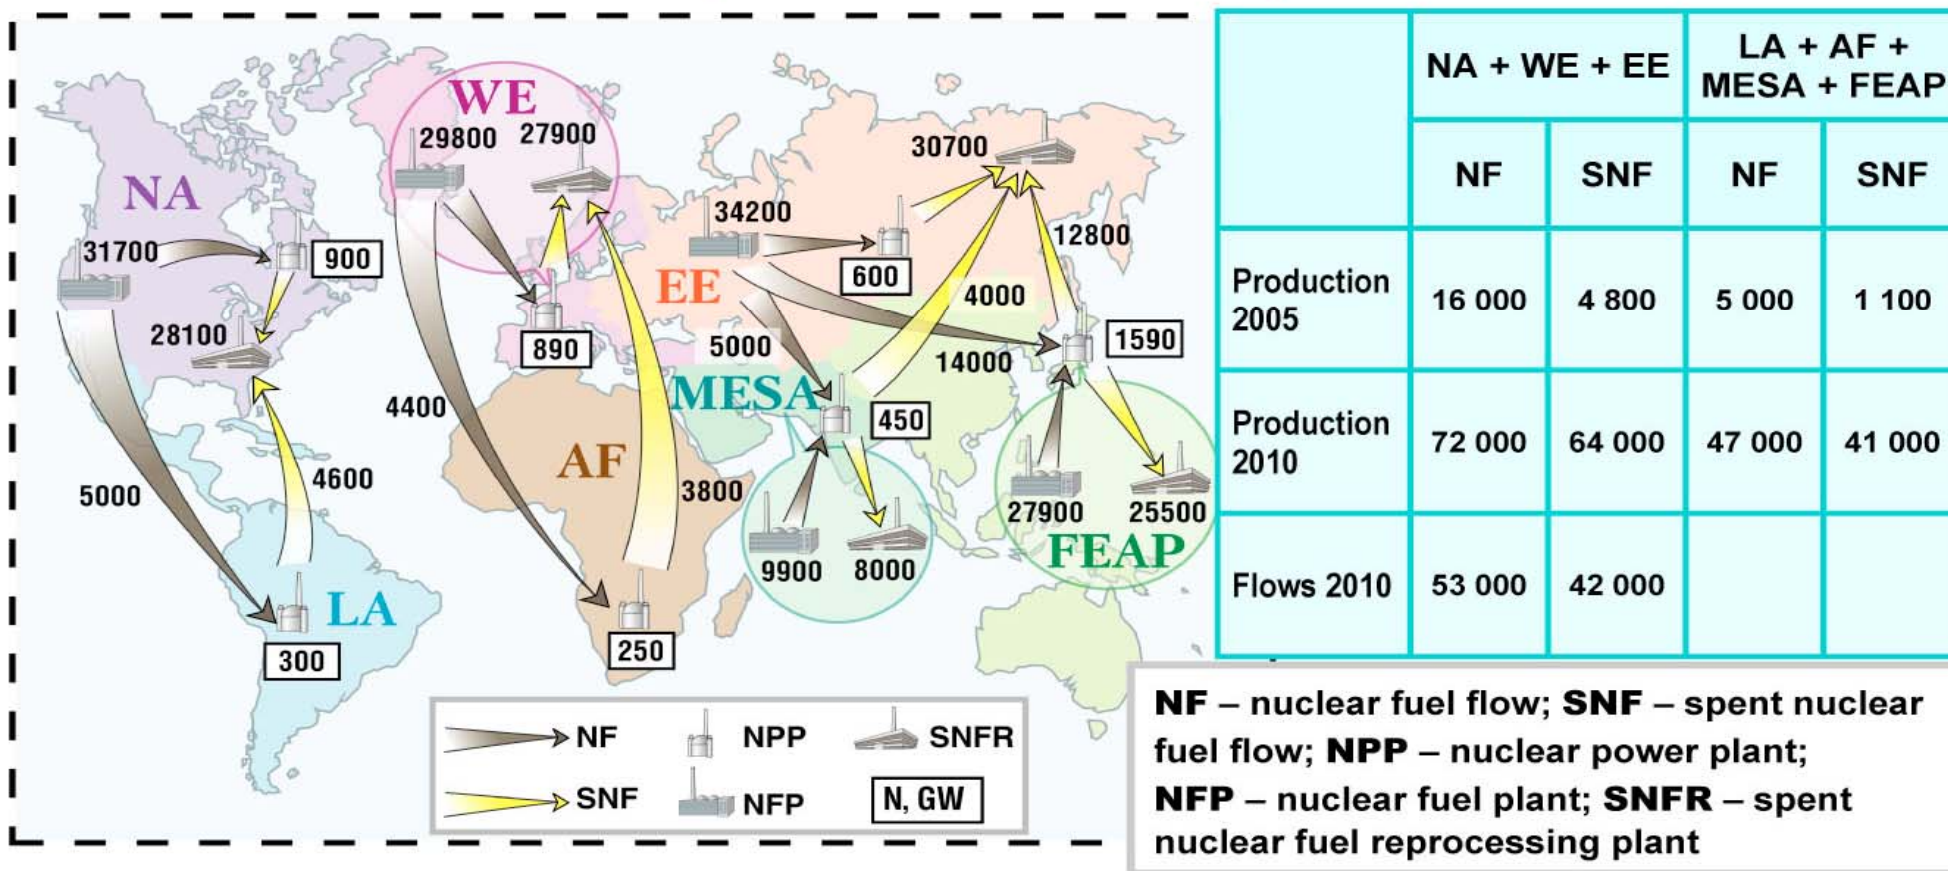 WE
29800
27900
NA
31700
900
28100
5000
4600
LA
300
4400
890
AF
3800
250
34200
EE
600
30700
12800
4000
5000
14000
1590
MESA
450
9900
8000
27900
25500
FEAP
NF
NPP
SNFR
SNF
NFP
N, GW
NA + WE + EE
LA + AF +
MESA + FEAP
NF
SNF
NF
SNF
Production
2005
16 000
4 800
5 000
1 100
Production
2010
72 000
64 000
47 000
41 000
Flows 2010
53 000
42 000
NF – nuclear fuel flow; SNF – spent nuclear
fuel flow; NPP – nuclear power plant;
NFP – nuclear fuel plant; SNFR – spent
nuclear fuel reprocessing plant